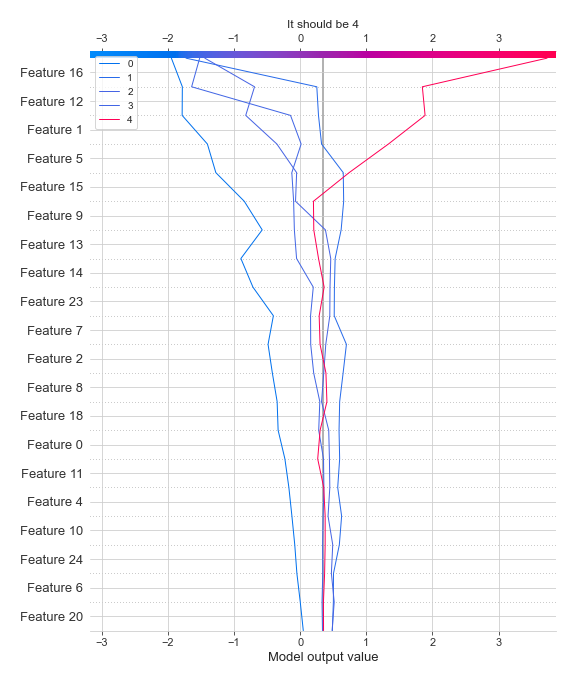 It should be 4
−3 −2 −1 0 1 2 3
0
1
2
3
4
Feature 16
Feature 12
Feature 1
Feature 5
Feature 15
Feature 9
Feature 13
Feature 14
Feature 23
Feature 7
Feature 2
Feature 8
Feature 18
Feature 0
Feature 11
Feature 4
Feature 10
Feature 24
Feature 6
Feature 20
−3 −2 −1 0 1 2 3
Model output value